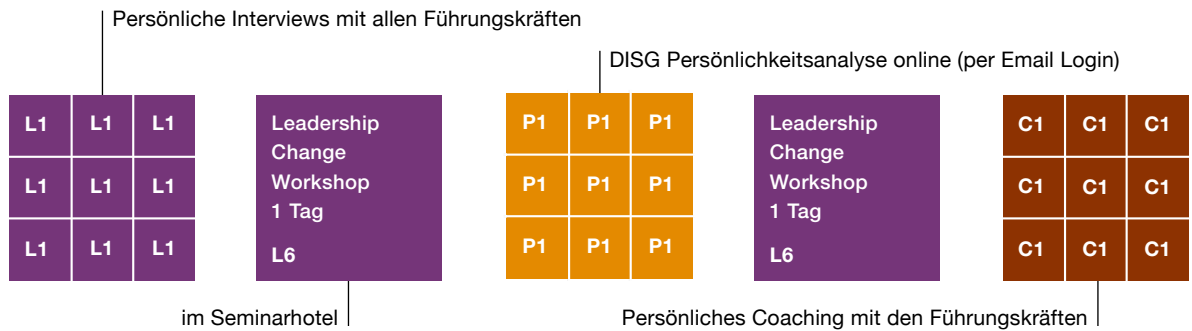 Persönliche Interviews mit allen Führungskräften
DISG Persönlichkeitsanalyse online (per Email Login)
L1 L1 L1
L1 L1 L1
L1 L1 L1
Leadership
Change
Workshop
1 Tag
L6
P1 P1 P1
P1 P1 P1
P1 P1 P1
Leadership
Change
Workshop
1 Tag
L6
C1 C1 C1
C1 C1 C1
C1 C1 C1
im Seminarhotel
Persönliches Coaching mit den Führungskräften